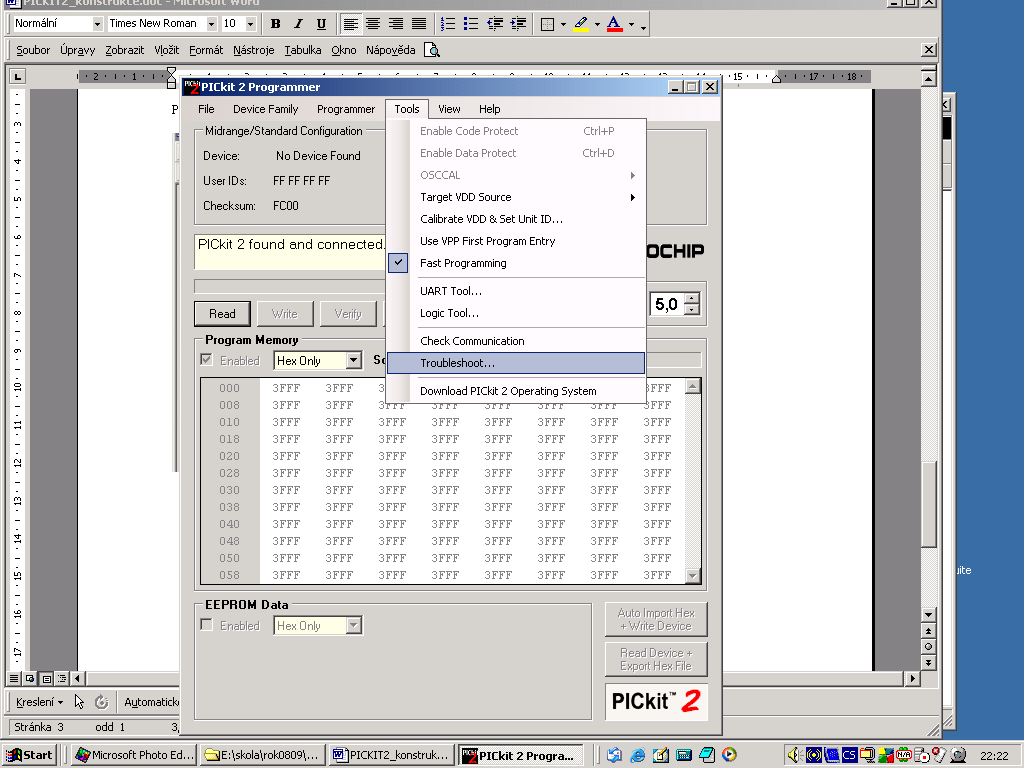 PICKIT2_konstrukce.doc - Microsoft Word
Normální Times New Roman 10 B I U A
Soubor Úpravy Zobrazit Vložit Formát Nástroje Tabulka Okno Nápověda
PICkit 2 Programmer
File Device Family Programmer Tools View Help
Midrange/Standard Configuration
Device: No Device Found
User IDs: FF FF FF FF
Checksum: FC00
PICkit 2 found and connected.
OCHIP
Enable Code Protect Ctrl+P
Enable Data Protect Ctrl+D
OSCCAL
Target VDD Source
Calibrate VDD & Set Unit ID...
Use VPP First Program Entry
Fast Programming
UART Tool...
Logic Tool...
Check Communication
Troubleshoot...
Download PICkit 2 Operating System
5,0
Read Write Verify
Program Memory
Enabled Hex Only
000 3FFF 3FFF 3FFF 3FFF 3FFF 3FFF 3FFF 3FFF
008 3FFF 3FFF 3FFF 3FFF 3FFF 3FFF 3FFF 3FFF
010 3FFF 3FFF 3FFF 3FFF 3FFF 3FFF 3FFF 3FFF
018 3FFF 3FFF 3FFF 3FFF 3FFF 3FFF 3FFF 3FFF
020 3FFF 3FFF 3FFF 3FFF 3FFF 3FFF 3FFF 3FFF
028 3FFF 3FFF 3FFF 3FFF 3FFF 3FFF 3FFF 3FFF
030 3FFF 3FFF 3FFF 3FFF 3FFF 3FFF 3FFF 3FFF
038 3FFF 3FFF 3FFF 3FFF 3FFF 3FFF 3FFF 3FFF
040 3FFF 3FFF 3FFF 3FFF 3FFF 3FFF 3FFF 3FFF
048 3FFF 3FFF 3FFF 3FFF 3FFF 3FFF 3FFF 3FFF
050 3FFF 3FFF 3FFF 3FFF 3FFF 3FFF 3FFF 3FFF
058 3FFF 3FFF 3FFF 3FFF 3FFF 3FFF 3FFF 3FFF
EEPROM Data
Enabled Hex Only
Auto Import Hex
+ Write Device
Read Device +
Export Hex File
PICkit™ 2
uite
Kreslení Automatick
Stránka 3 odd 1 3,
Start Microsoft Photo Ed... E:\skola\rok0809\... PICKIT2_konstruk... PICkit 2 Progra... CS 22:22